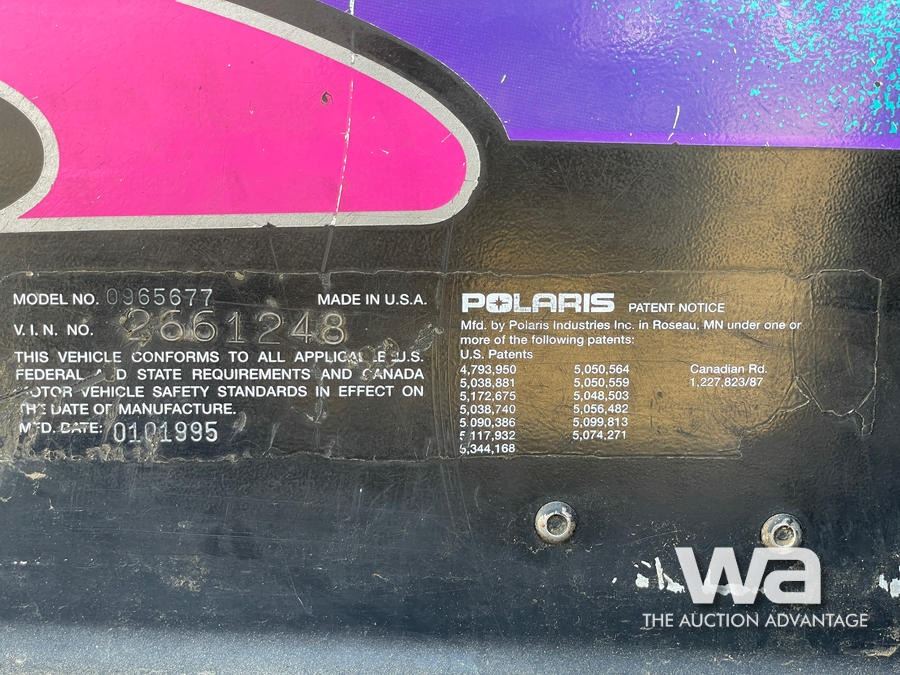 MODEL NO. 0965677 MADE IN U.S.A.
V.I.N. NO. 2661248
THIS VEHICLE CONFORMS TO ALL U.S.
FEDERAL STATE REQUIREMENTS AND CANADA
VEHICLE SAFETY STANDARDS IN EFFECT ON
DATE OF MANUFACTURE.
MFD. DATE: 0101995
POLARIS PATENT NOTICE
Mfd. by Polaris Industries Inc. in Roseau, MN under one or
more of the following patents:
U.S. Patents
4,793,950 5,050,564 Canadian Rd.
5,038,881 5,050,559 1,227,823/87
5,172,675 5,048,503
5,038,740 5,056,482
5,090,386 5,099,813
5,117,932 5,074,271
5,344,168
wa
THE AUCTION ADVANTAGE